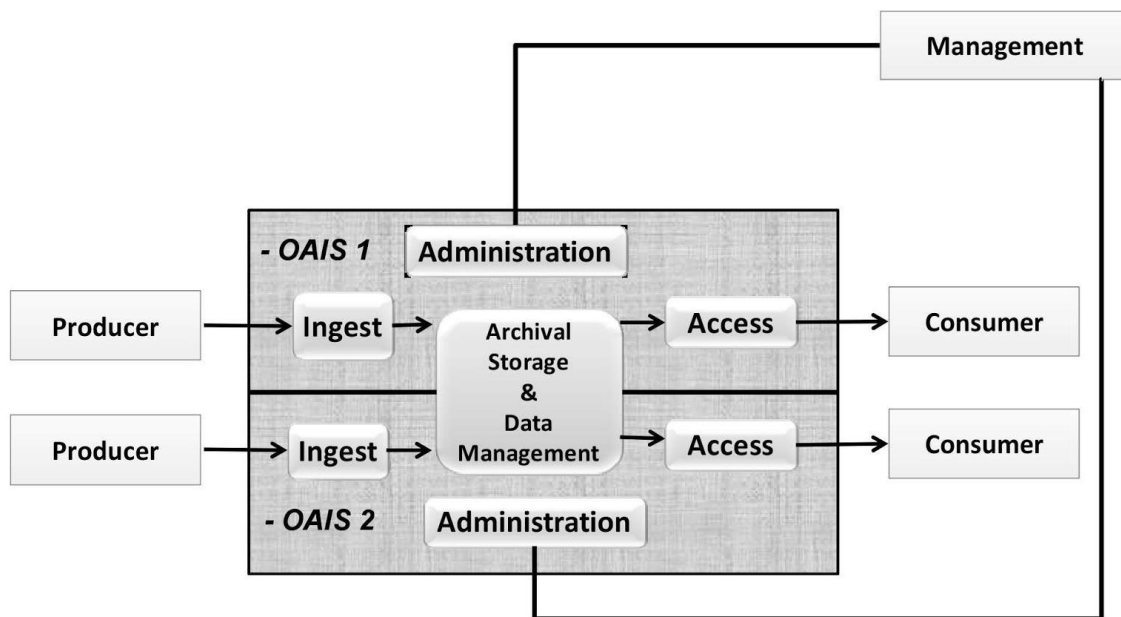 Management
- OAIS 1
Administration
Producer
Ingest
Archival
Storage
&
Data
Management
Access
Consumer
Producer
Ingest
Access
Consumer
- OAIS 2
Administration